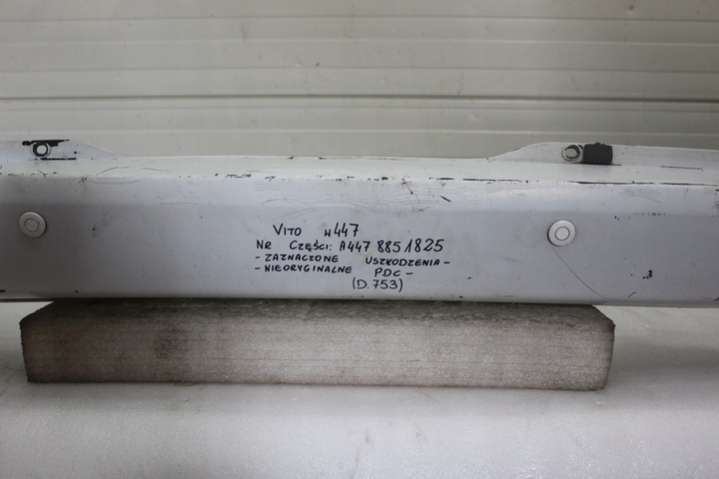 VITO W447
NR CZĘŚCI: A447 885 1825
- ZAZNACZONE USZKODZENIA -
- NIEORYGINALNE PDC -
(D.753)